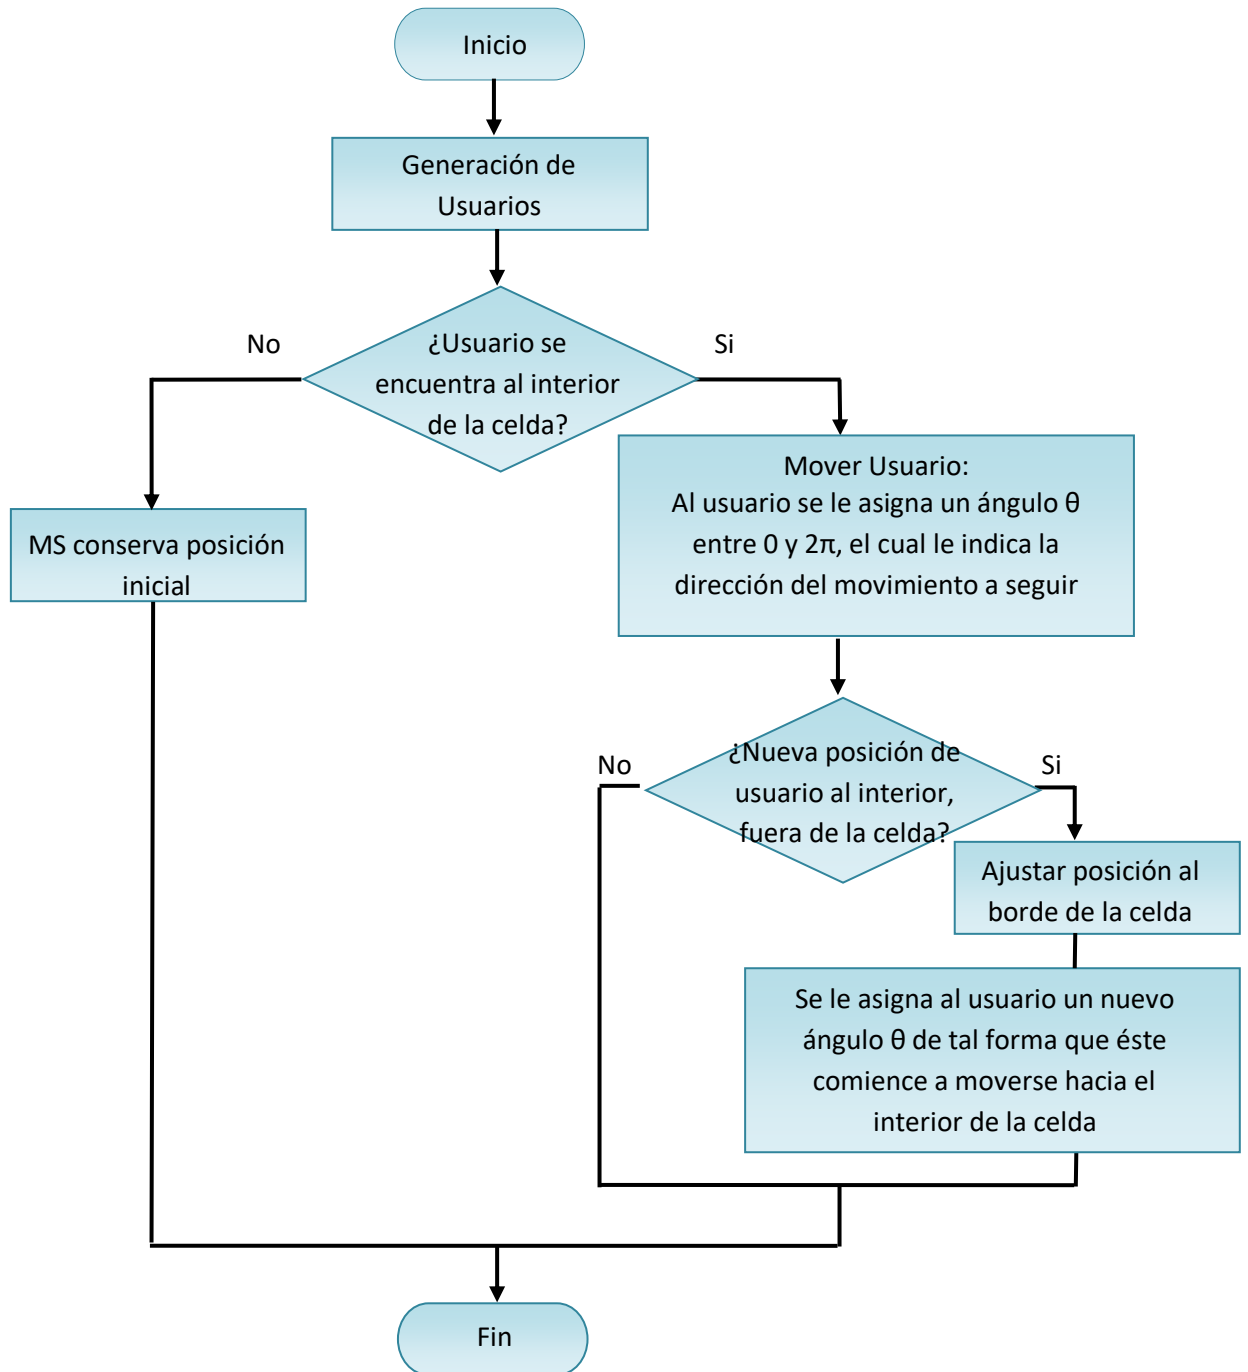 Inicio
Generación de
Usuarios
No
¿Usuario se
encuentra al interior
de la celda?
Si
MS conserva posición
inicial
Mover Usuario:
Al usuario se le asigna un ángulo θ
entre 0 y 2π, el cual le indica la
dirección del movimiento a seguir
No
¿Nueva posición de
usuario al interior,
fuera de la celda?
Si
Ajustar posición al
borde de la celda
Se le asigna al usuario un nuevo
ángulo θ de tal forma que éste
comience a moverse hacia el
interior de la celda
Fin